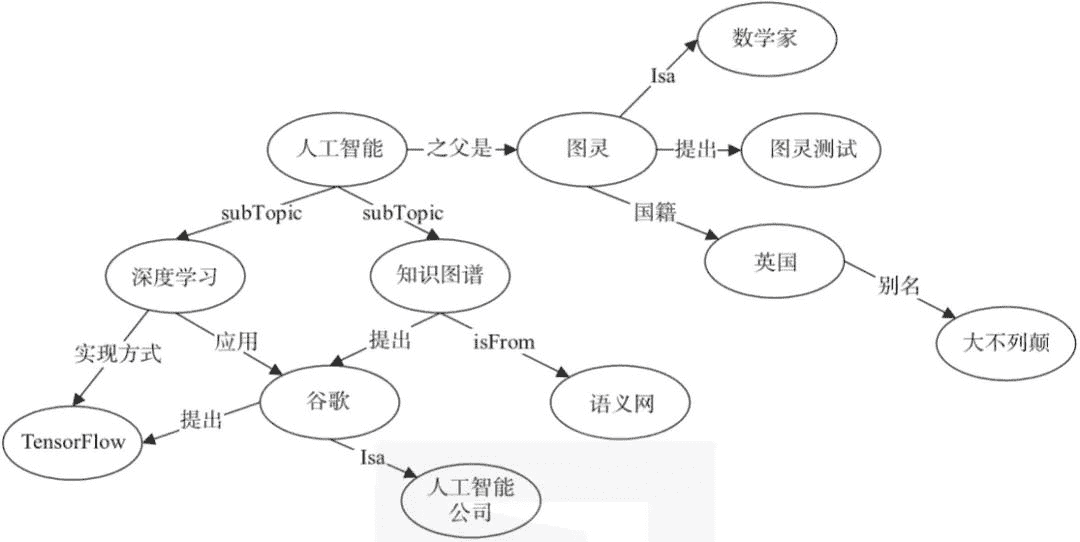 数学家
Isa
人工智能
之父是
图灵
提出
图灵测试
subTopic
subTopic
国籍
深度学习
知识图谱
英国
别名
实现方式
应用
提出
isFrom
大不列颠
谷歌
语义网
提出
TensorFlow
Isa
人工智能
公司